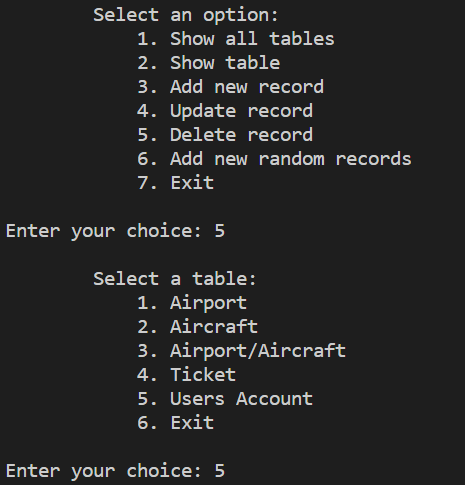 Select an option:
1. Show all tables
2. Show table
3. Add new record
4. Update record
5. Delete record
6. Add new random records
7. Exit
Enter your choice: 5
Select a table:
1. Airport
2. Aircraft
3. Airport/Aircraft
4. Ticket
5. Users Account
6. Exit
Enter your choice: 5